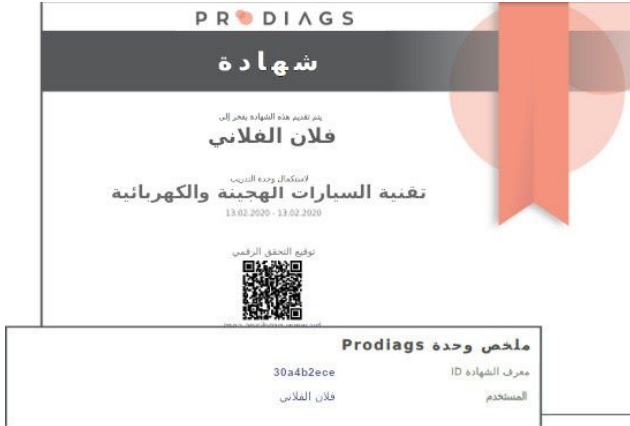 PRODIAGS
شهادة
يتم تقديم هذه الشهادة بفخر إلى
فلان الفلاني
لاستكمال وحدة التدريب
تقنية السيارات الهجينة والكهربائية
13.02.2020 - 13.02.2020
توقيع التحقق الرقمي
ملخص وحدة Prodiags
معرف الشهادة ID 30a4b2ece
المستخدم فلان الفلاني